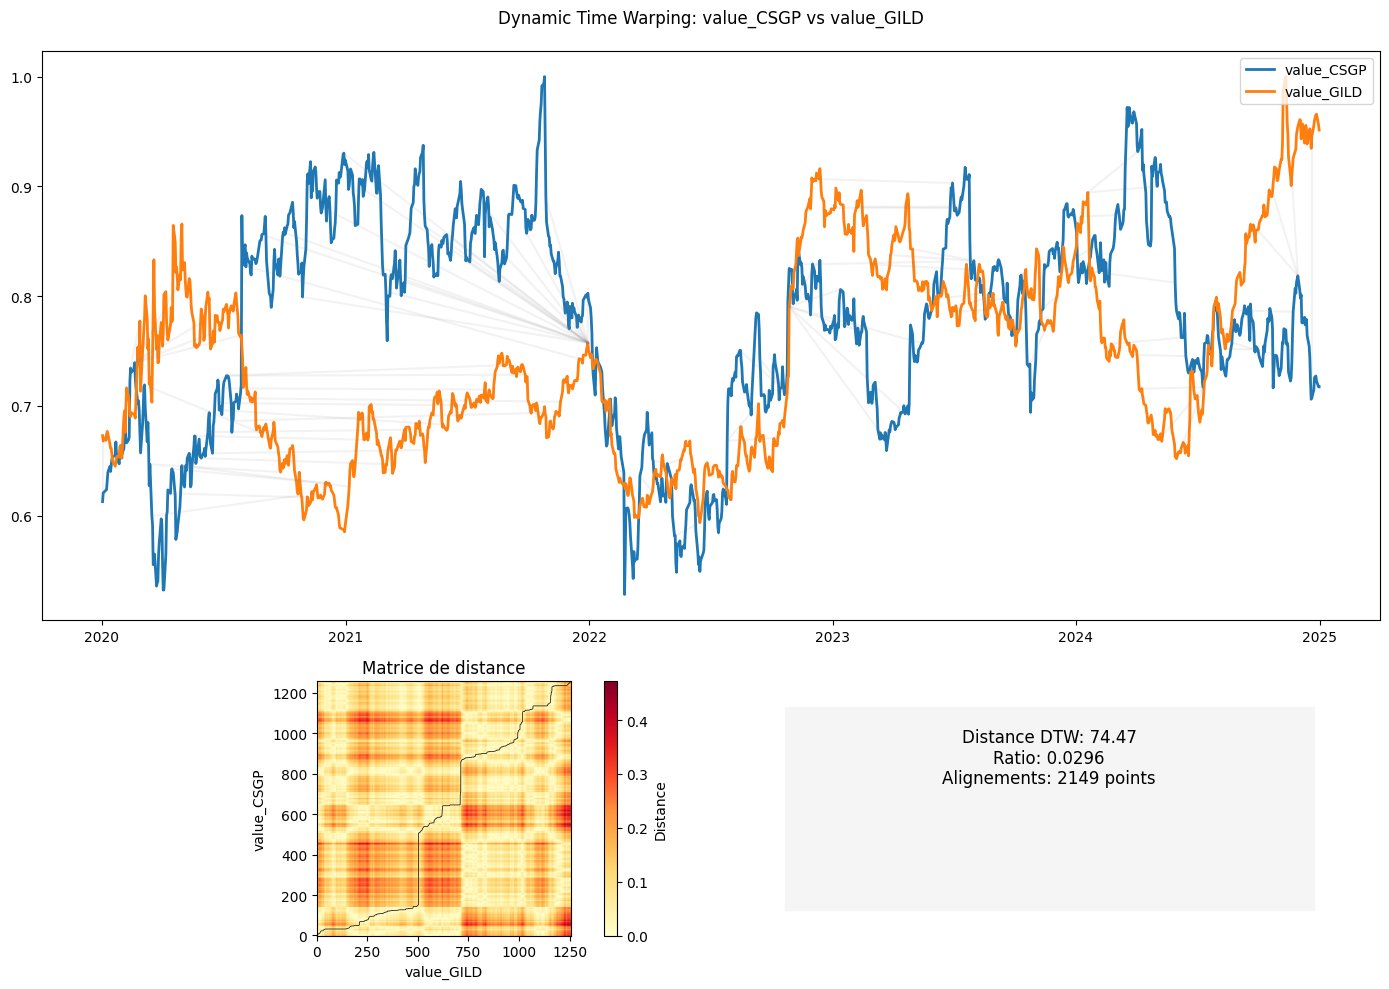 Dynamic Time Warping: value_CSGP vs value_GILD
value_CSGP
value_GILD
1.0
0.9
0.8
0.7
0.6
2020 2021 2022 2023 2024 2025
Matrice de distance
value_CSGP
1200
1000
800
600
400
200
0
0 250 500 750 1000 1250
value_GILD
0.4
0.3
0.2
0.1
0.0
Distance
Distance DTW: 74.47
Ratio: 0.0296
Alignements: 2149 points